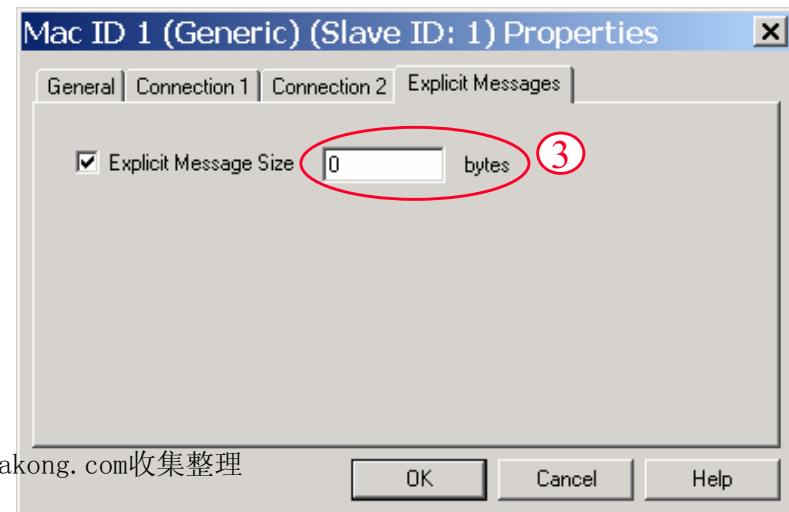 Mac ID 1 (Generic) (Slave ID: 1) Properties
General Connection 1 Connection 2 Explicit Messages
Explicit Message Size 0 bytes 3
akong.com收集整理
OK Cancel Help